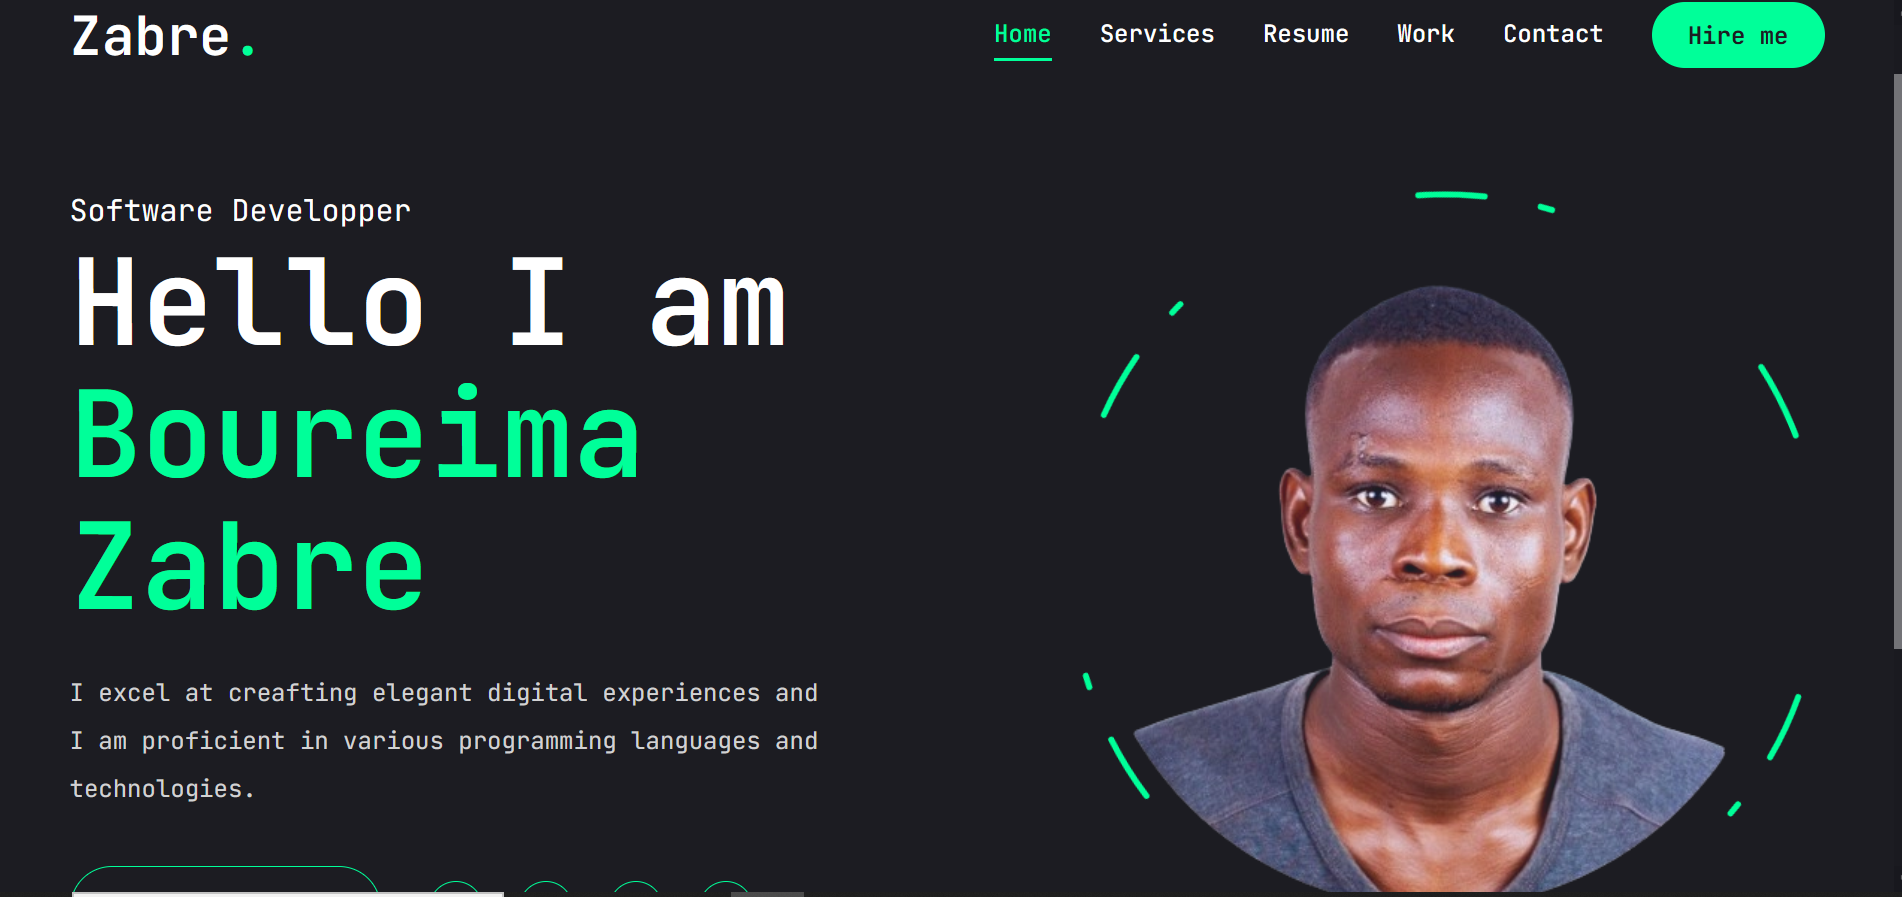 Zabre.
Home Services Resume Work Contact Hire me
Software Developper
Hello I am
Boureima
Zabre
I excel at creafting elegant digital experiences and
I am proficient in various programming languages and
technologies.